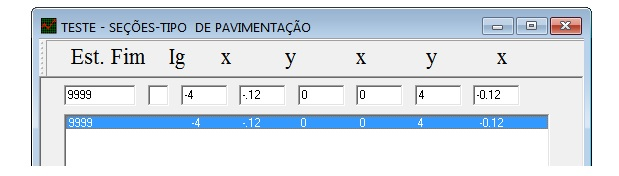 TESTE - SEÇÕES-TIPO DE PAVIMENTAÇÃO
Est. Fim Ig x y x y x
9999 -4 -.12 0 0 4 -0.12
9999 -4 -.12 0 0 4 -0.12